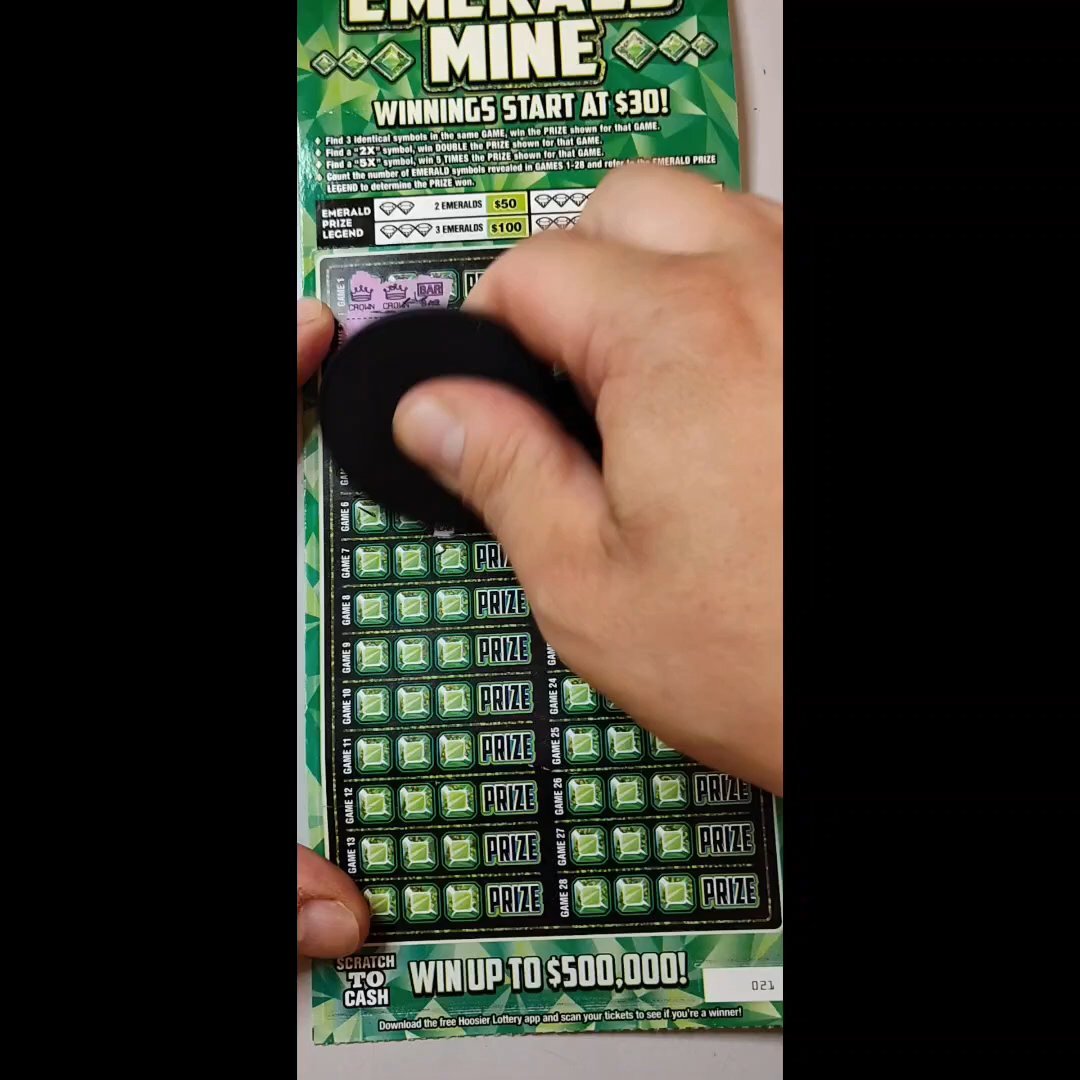 EMERALD
MINE
WINNINGS START AT $30!
Find 3 identical symbols in the same GAME, win the PRIZE shown for that GAME.
Find a "2X" symbol, win DOUBLE the PRIZE shown for that GAME.
Find a "5X" symbol, win 5 TIMES the PRIZE shown for that GAME.
Count the number of EMERALD symbols revealed in GAMES 1-28 and refer to the EMERALD PRIZE
LEGEND to determine the PRIZE won.
EMERALD
PRIZE
LEGEND
2 EMERALDS $50
3 EMERALDS $100
GAME 1
BAR
CROWN CROWN BAR
GAME 6
GAME 7
GAME 8 PRIZE
GAME 9 PRIZE
GAME 10 PRIZE GAME 24
GAME 11 PRIZE GAME 25
GAME 12 PRIZE GAME 26 PRIZE
GAME 13 PRIZE GAME 27 PRIZE
PRIZE GAME 28 PRIZE
SCRATCH
TO
CASH
WIN UP TO $500,000!
021
Download the free Hoosier Lottery app and scan your tickets to see if you're a winner!